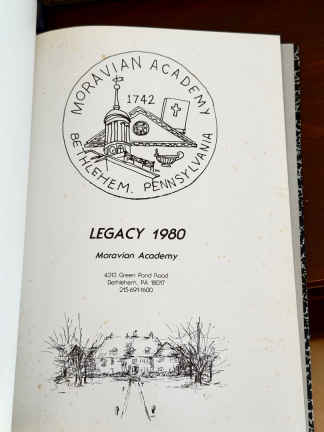 MORAVIAN ACADEMY
1742
BETHLEHEM, PENNSYLVANIA
LEGACY 1980
Moravian Academy
4313 Green Pond Road
Bethlehem, PA 18017
215-691-1600